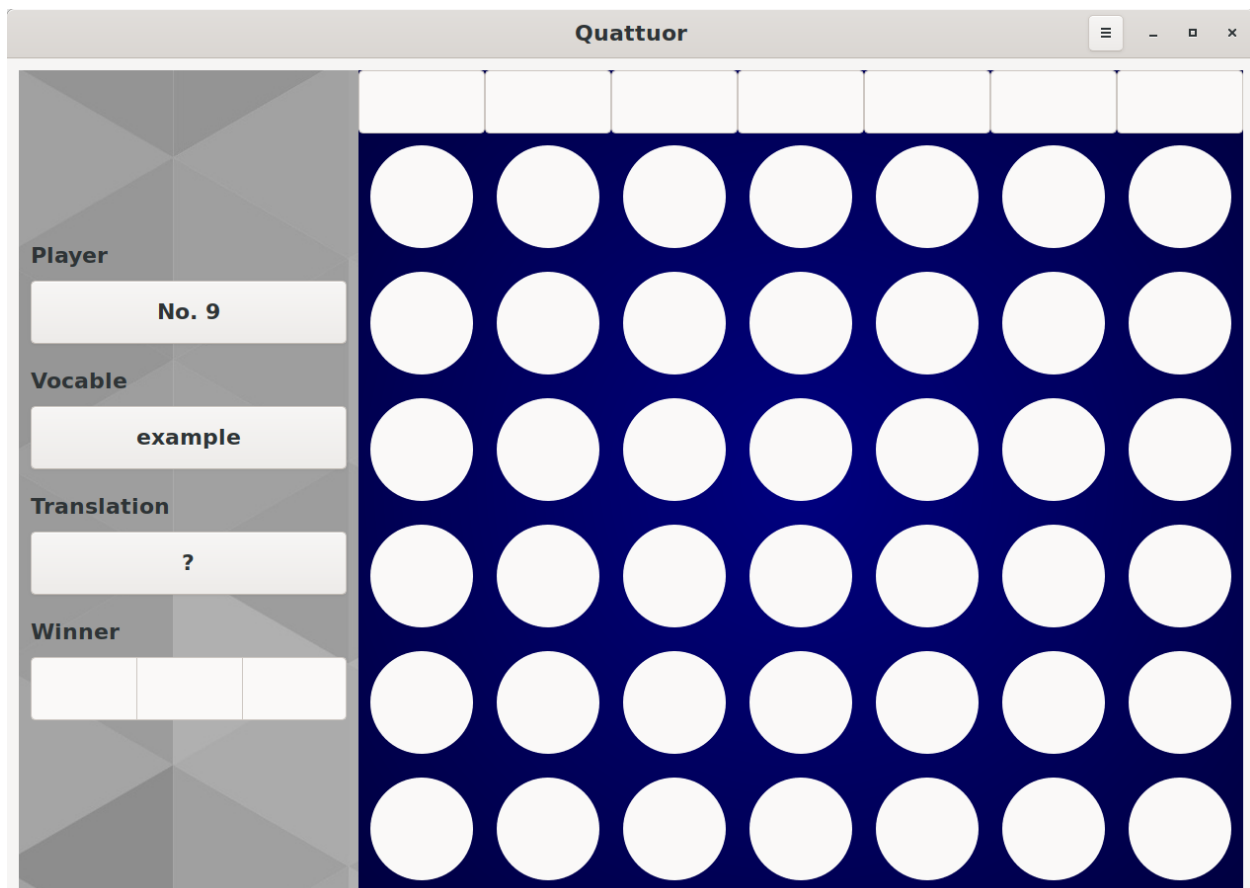 Quattuor
Player
No. 9
Vocable
example
Translation
?
Winner